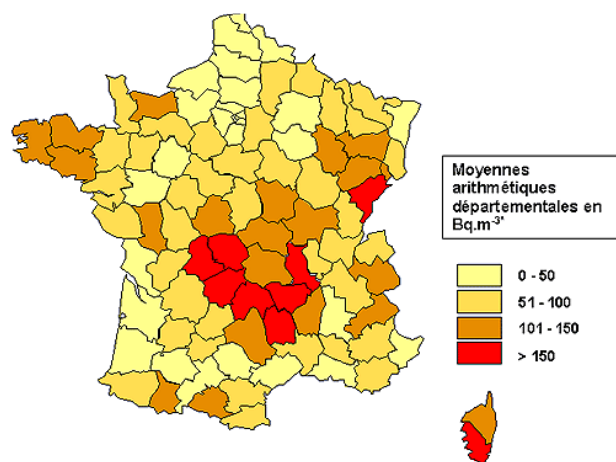 Moyennes
arithmétiques
départementales en
Bq.m⁻³'
0 - 50
51 - 100
101 - 150
> 150